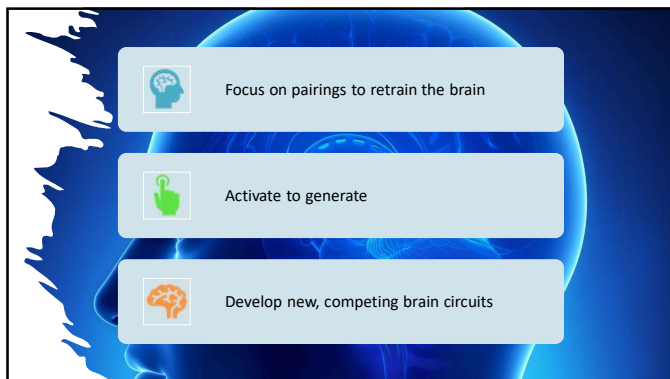 Focus on pairings to retrain the brain
Activate to generate
Develop new, competing brain circuits